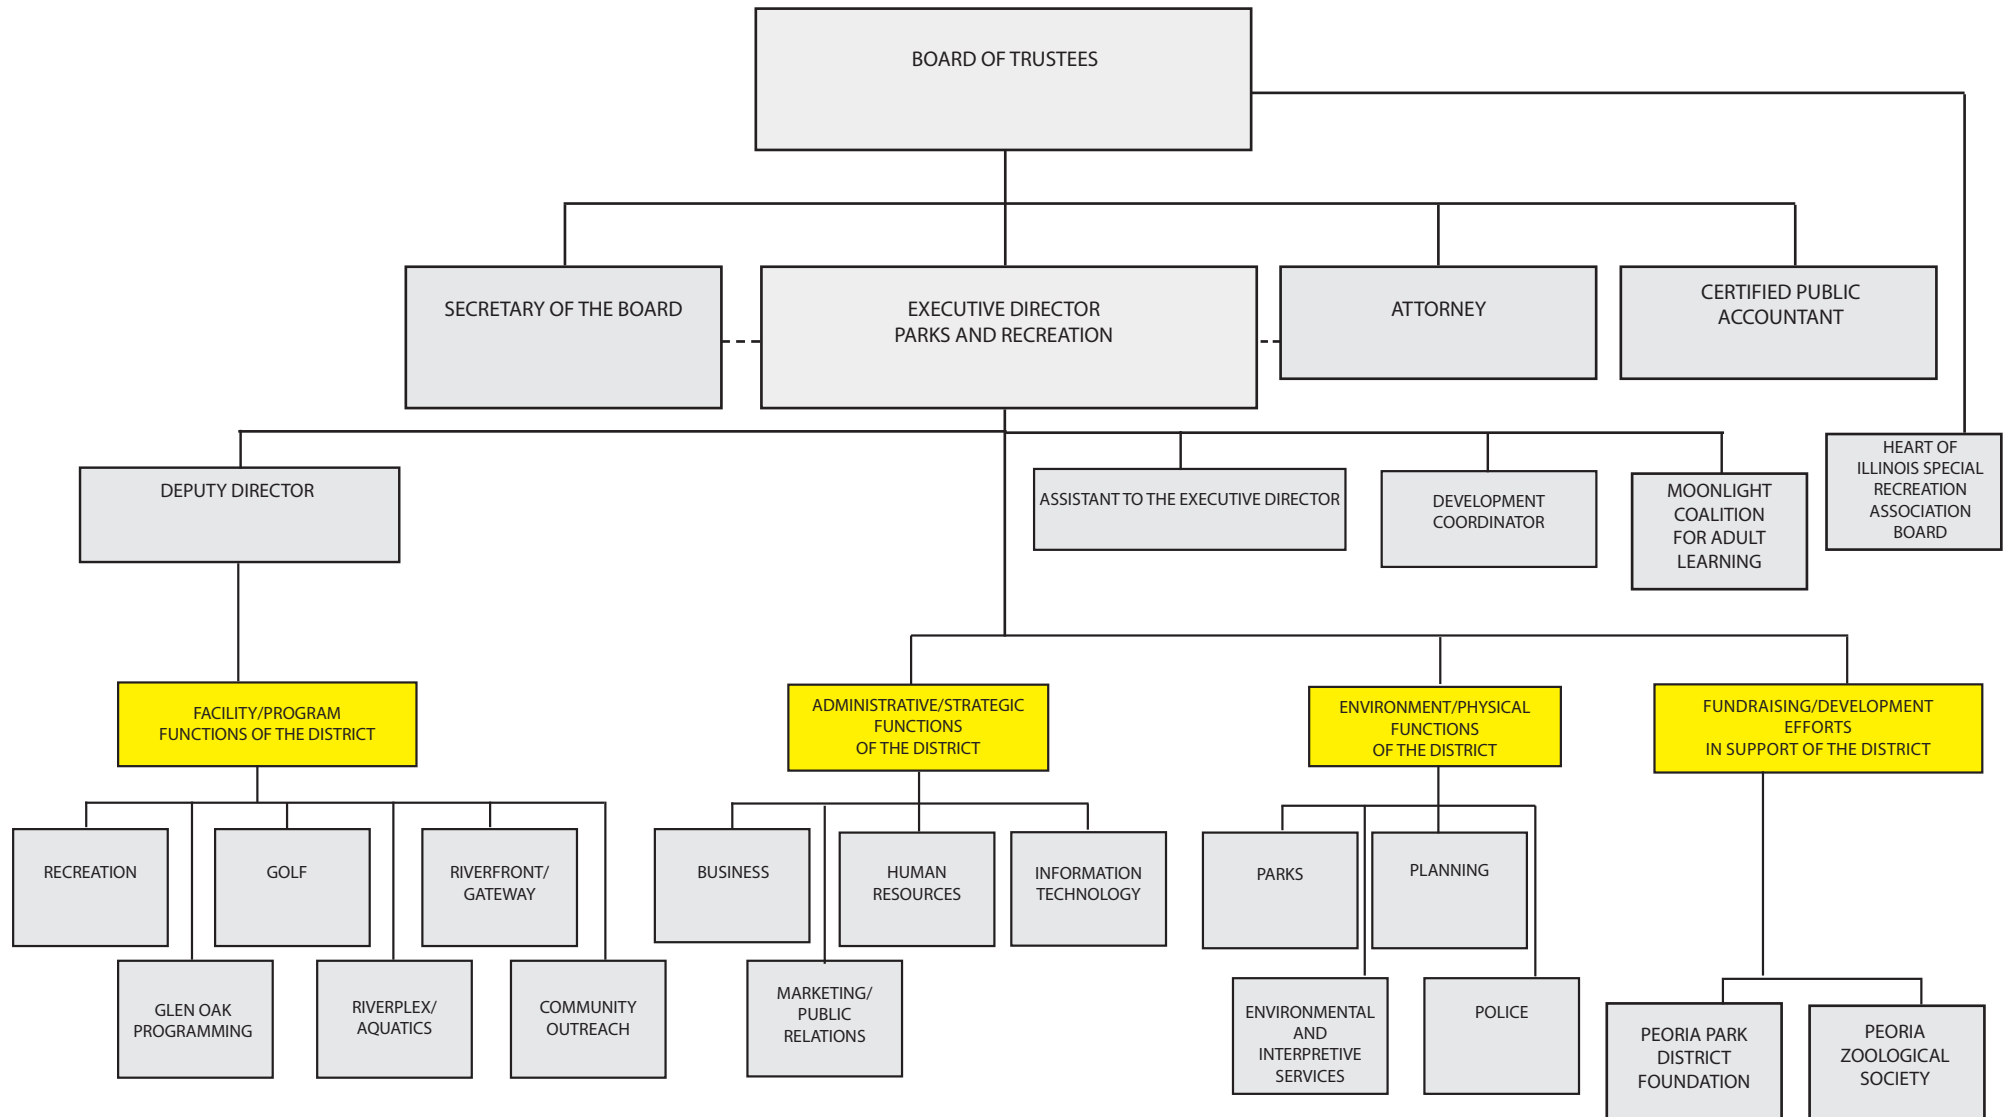 BOARD OF TRUSTEES
SECRETARY OF THE BOARD
EXECUTIVE DIRECTOR
PARKS AND RECREATION
ATTORNEY
CERTIFIED PUBLIC
ACCOUNTANT
DEPUTY DIRECTOR
ASSISTANT TO THE EXECUTIVE DIRECTOR
DEVELOPMENT
COORDINATOR
MOONLIGHT
COALITION
FOR ADULT
LEARNING
HEART OF
ILLINOIS SPECIAL
RECREATION
ASSOCIATION
BOARD
FACILITY/PROGRAM
FUNCTIONS OF THE DISTRICT
ADMINISTRATIVE/STRATEGIC
FUNCTIONS
OF THE DISTRICT
ENVIRONMENT/PHYSICAL
FUNCTIONS
OF THE DISTRICT
FUNDRAISING/DEVELOPMENT
EFFORTS
IN SUPPORT OF THE DISTRICT
RECREATION
GOLF
RIVERFRONT/
GATEWAY
BUSINESS
HUMAN
RESOURCES
INFORMATION
TECHNOLOGY
PARKS
PLANNING
GLEN OAK
PROGRAMMING
RIVERPLEX/
AQUATICS
COMMUNITY
OUTREACH
MARKETING/
PUBLIC
RELATIONS
ENVIRONMENTAL
AND
INTERPRETIVE
SERVICES
POLICE
PEORIA PARK
DISTRICT
FOUNDATION
PEORIA
ZOOLOGICAL
SOCIETY